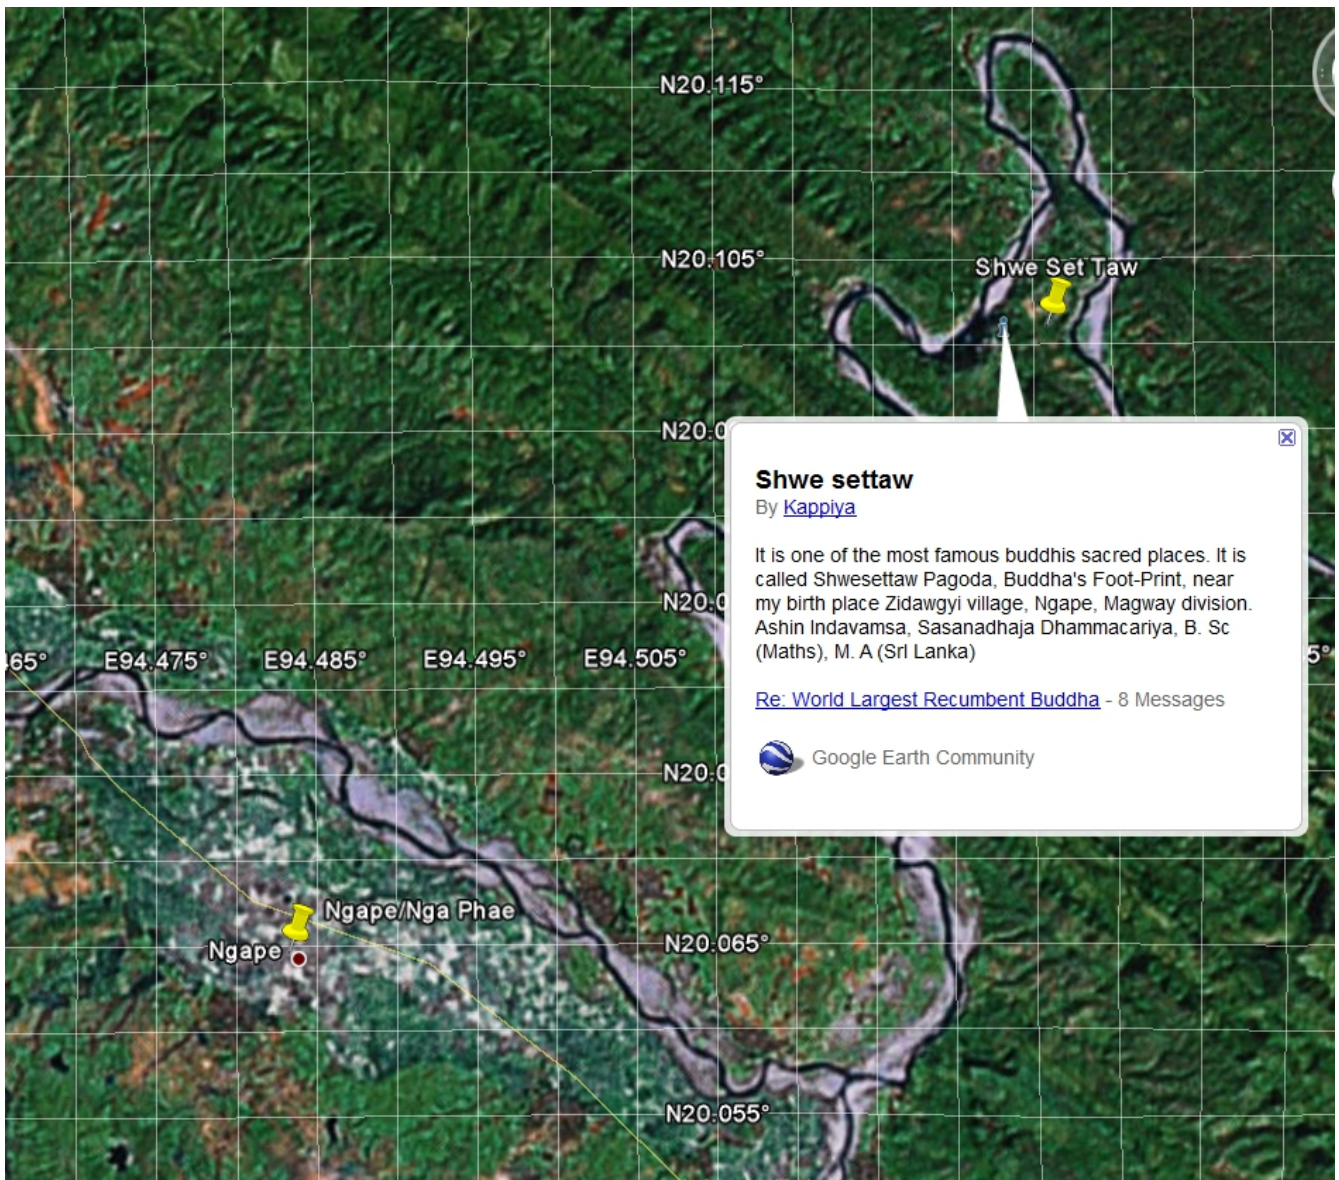 N20.115°
N20.105°
Shwe Set Taw
N20.0
Shwe settaw
By Kappiya
It is one of the most famous buddhis sacred places. It is
called Shwesettaw Pagoda, Buddha's Foot-Print, near
my birth place Zidawgyi village, Ngape, Magway division.
Ashin Indavamsa, Sasanadhaja Dhammacariya, B. Sc
(Maths), M. A (Srl Lanka)
Re: World Largest Recumbent Buddha - 8 Messages
Google Earth Community
N20.0
465° E94.475° E94.485° E94.495° E94.505° 5°
N20.0
Ngape/Nga Phae
Ngape
N20.065°
N20.055°